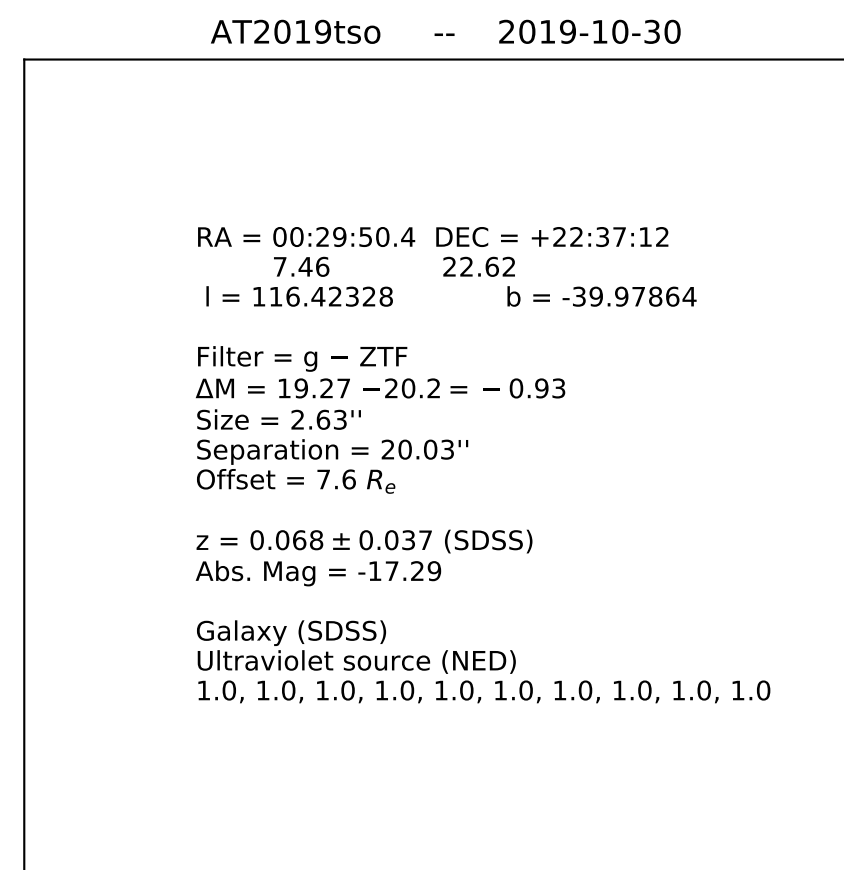 AT2019tso -- 2019-10-30
RA = 00:29:50.4 DEC = +22:37:12
7.46 22.62
l = 116.42328 b = -39.97864
Filter = g − ZTF
ΔM = 19.27 −20.2 = − 0.93
Size = 2.63''
Separation = 20.03''
Offset = 7.6 Re
z = 0.068 ± 0.037 (SDSS)
Abs. Mag = -17.29
Galaxy (SDSS)
Ultraviolet source (NED)
1.0, 1.0, 1.0, 1.0, 1.0, 1.0, 1.0, 1.0, 1.0, 1.0